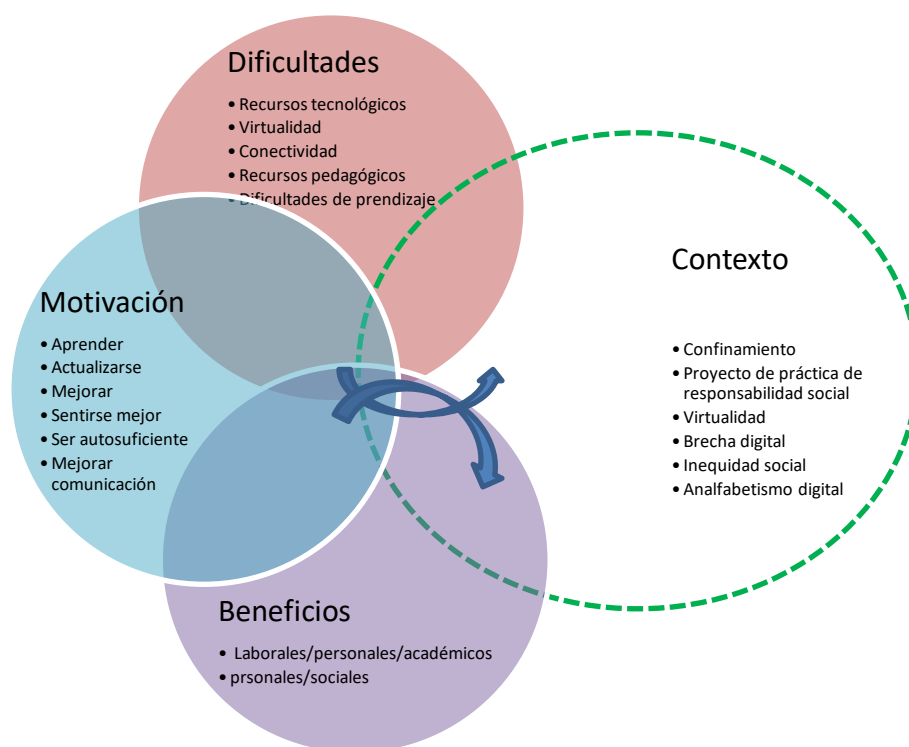 Dificultades
• Recursos tecnológicos
• Virtualidad
• Conectividad
• Recursos pedagógicos
• Dificultades de prendizaje
Motivación
• Aprender
• Actualizarse
• Mejorar
• Sentirse mejor
• Ser autosuficiente
• Mejorar
comunicación
Contexto
• Confinamiento
• Proyecto de práctica de
responsabilidad social
• Virtualidad
• Brecha digital
• Inequidad social
• Analfabetismo digital
Beneficios
• Laborales/personales/académicos
• prsonales/sociales